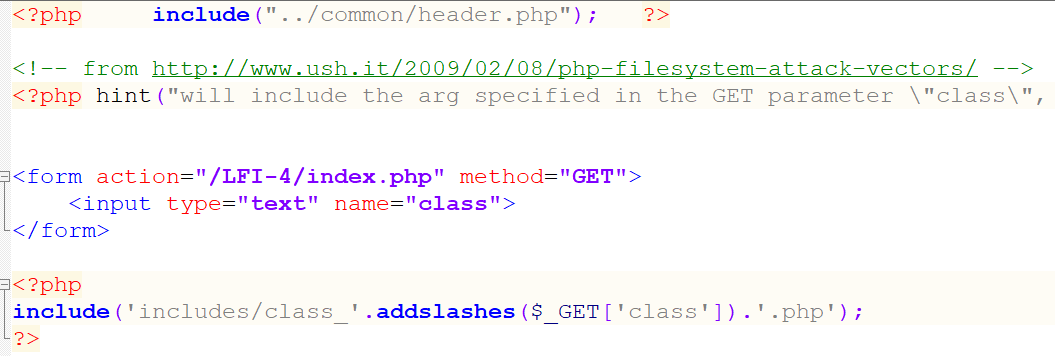 <?php     include("../common/header.php");   ?>
<!-- from http://www.ush.it/2009/02/08/php-filesystem-attack-vectors/ -->
<?php hint("will include the arg specified in the GET parameter \"class\",
<form action="/LFI-4/index.php" method="GET">
    <input type="text" name="class">
</form>
<?php
include('includes/class_'.addslashes($_GET['class']).'.php');
?>